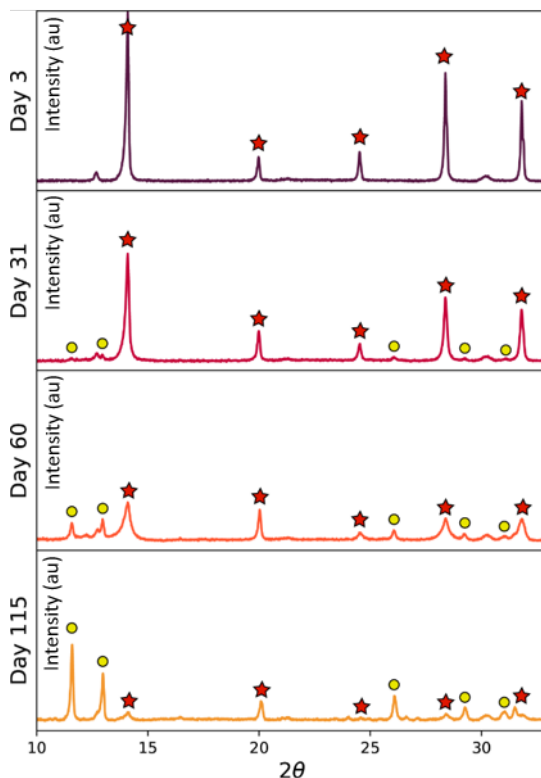 Day 3
Intensity (au)
Day 31
Intensity (au)
Day 60
Intensity (au)
Day 115
Intensity (au)
10 15 20 25 30
2θ